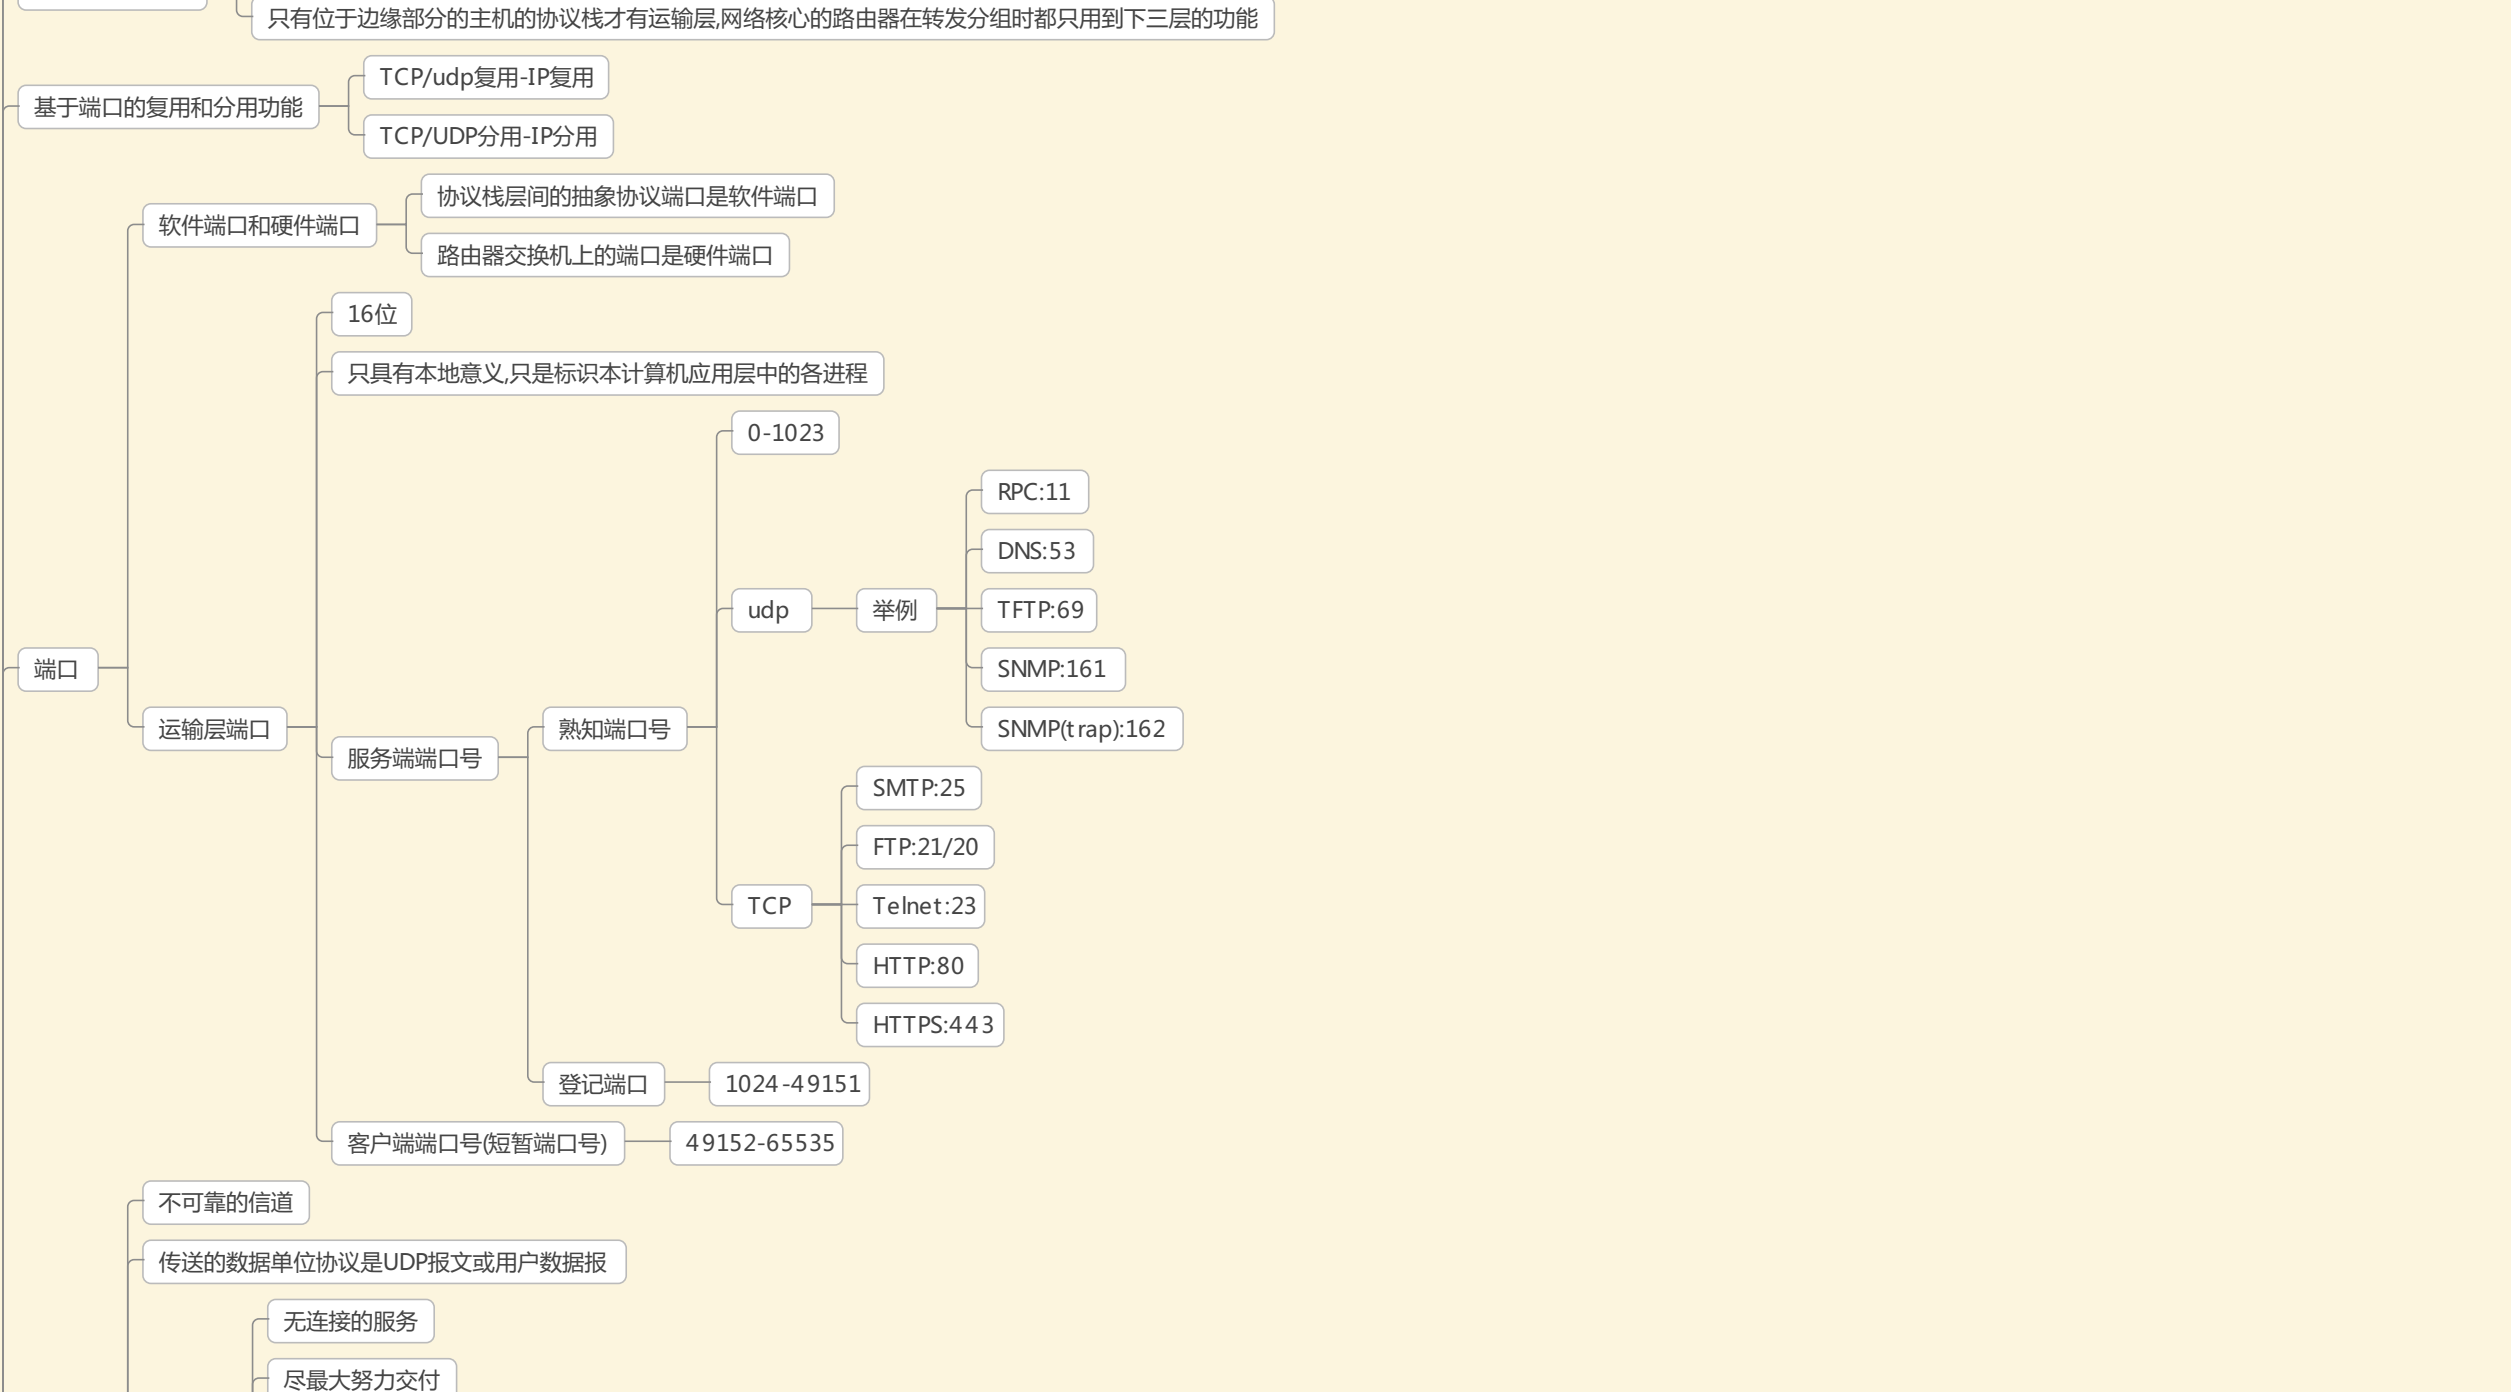 只有位于边缘部分的主机的协议栈才有运输层,网络核心的路由器在转发分组时都只用到下三层的功能
基于端口的复用和分用功能
TCP/udp复用-IP复用
TCP/UDP分用-IP分用
端口
软件端口和硬件端口
协议栈层间的抽象协议端口是软件端口
路由器交换机上的端口是硬件端口
运输层端口
16位
只具有本地意义,只是标识本计算机应用层中的各进程
服务端端口号
熟知端口号
0-1023
udp
举例
RPC:11
DNS:53
TFTP:69
SNMP:161
SNMP(trap):162
TCP
SMTP:25
FTP:21/20
Telnet:23
HTTP:80
HTTPS:443
登记端口
1024-49151
客户端端口号(短暂端口号)
49152-65535
不可靠的信道
传送的数据单位协议是UDP报文或用户数据报
无连接的服务
尽最大努力交付